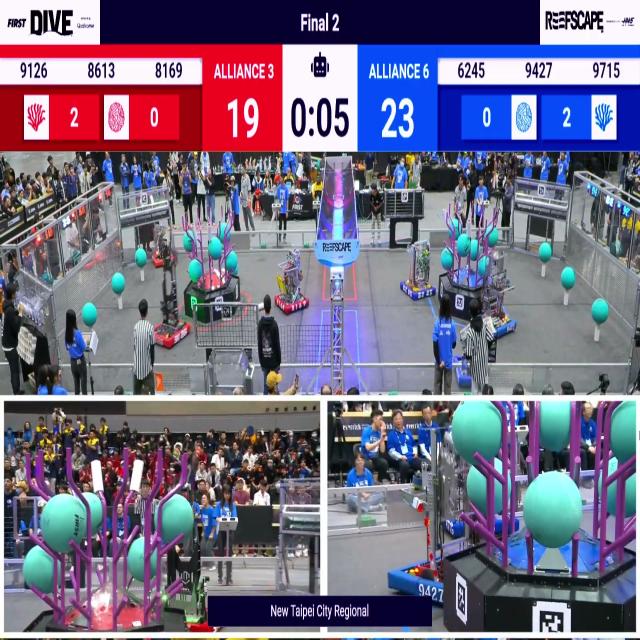 FIRST DIVE
Final 2
REEFSCAPE
9126 8613 8169
ALLIANCE 3
ALLIANCE 6
6245 9427 9715
2 0
19
0:05
23
0 2
REEFSCAPE
9427
New Taipei City Regional